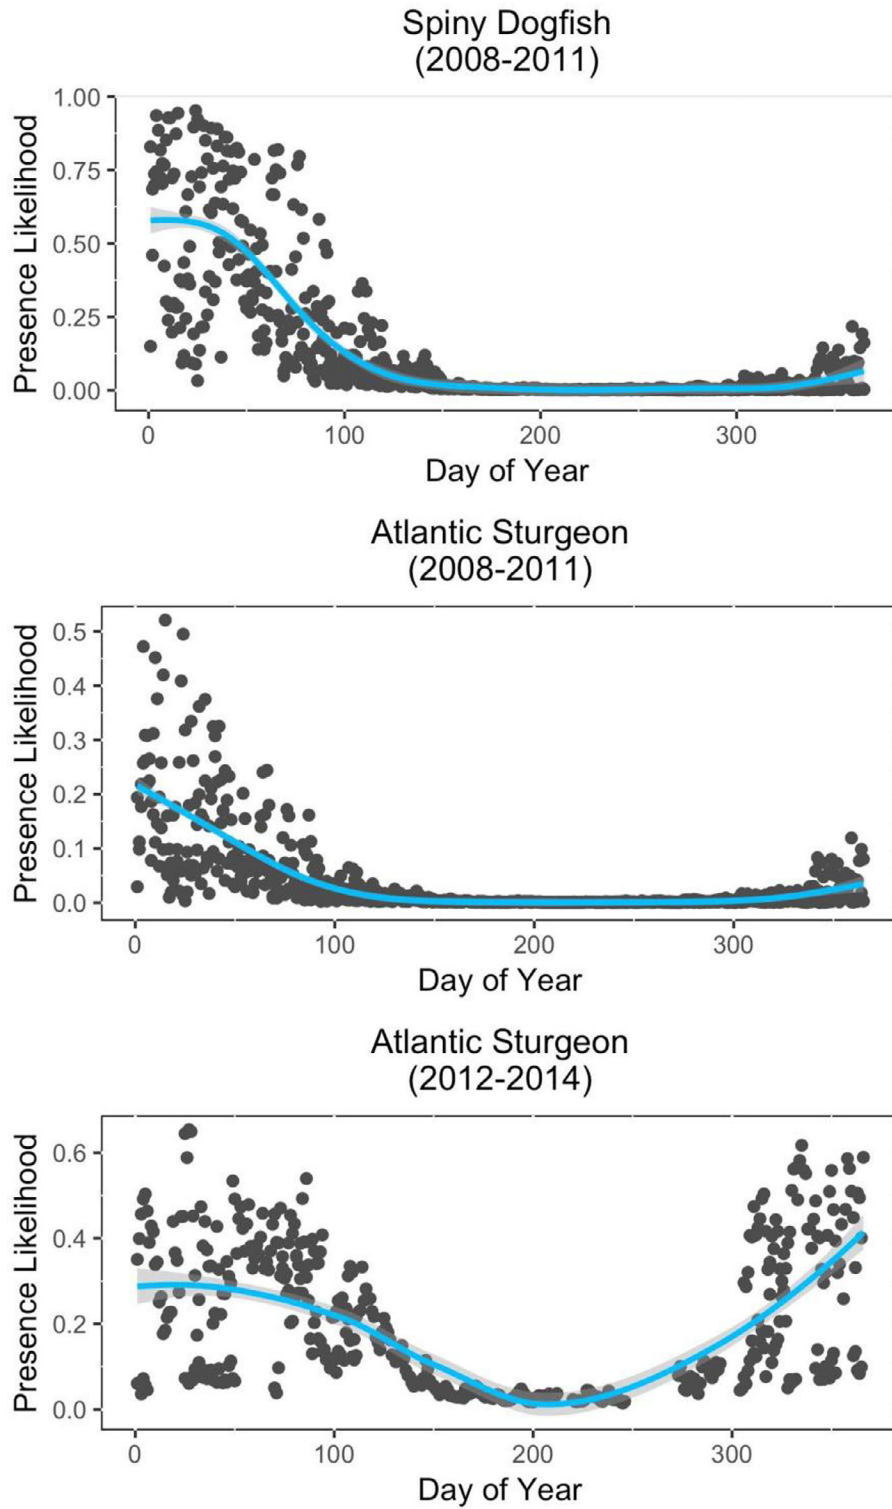 Spiny Dogfish
(2008-2011)
Presence Likelihood
1.00
0.75
0.50
0.25
0.00
0 100 200 300
Day of Year
Atlantic Sturgeon
(2008-2011)
Presence Likelihood
0.5
0.4
0.3
0.2
0.1
0.0
0 100 200 300
Day of Year
Atlantic Sturgeon
(2012-2014)
Presence Likelihood
0.6
0.4
0.2
0.0
0 100 200 300
Day of Year